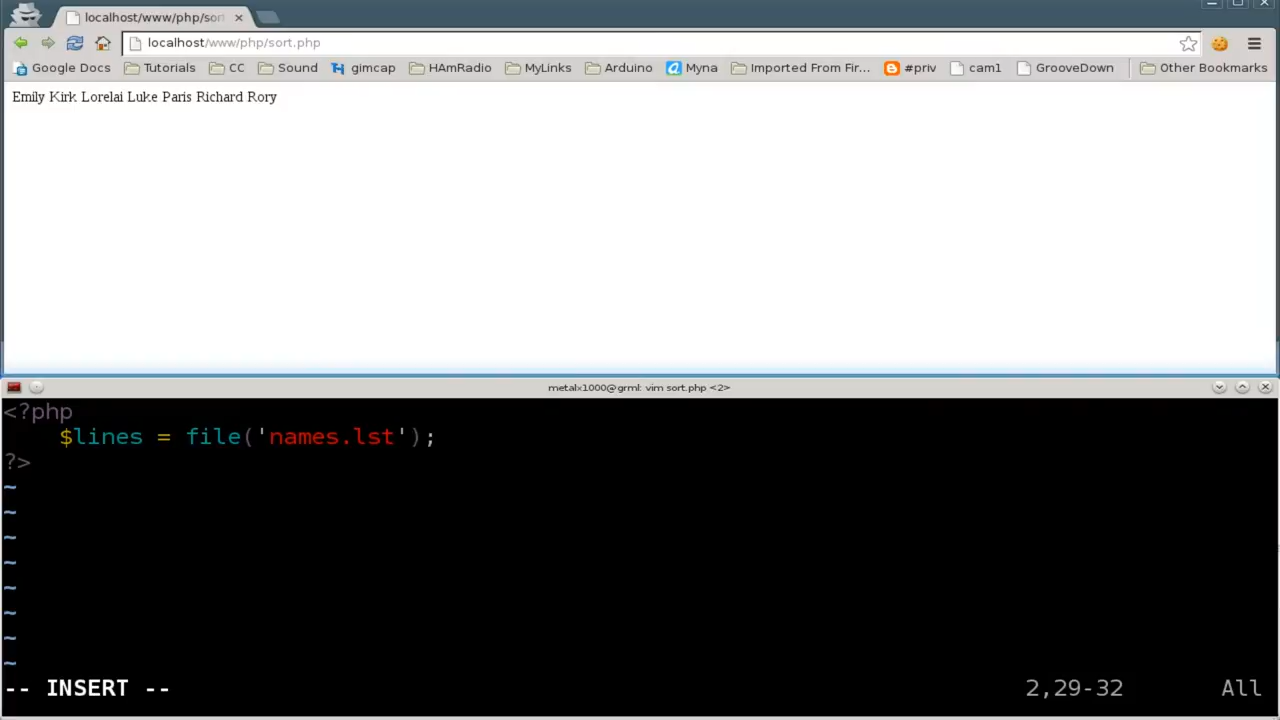 localhost/www/php/sor
localhost/www/php/sort.php
Google Docs Tutorials CC Sound gimcap HAmRadio MyLinks Arduino Myna Imported From Fir... #priv cam1 GrooveDown Other Bookmarks
Emily Kirk Lorelai Luke Paris Richard Rory
metalx1000@grml: vim sort.php <2>
<?php
$lines = file('names.lst');
?>
~
~
~
~
~
~
~
~
-- INSERT -- 2,29-32 All